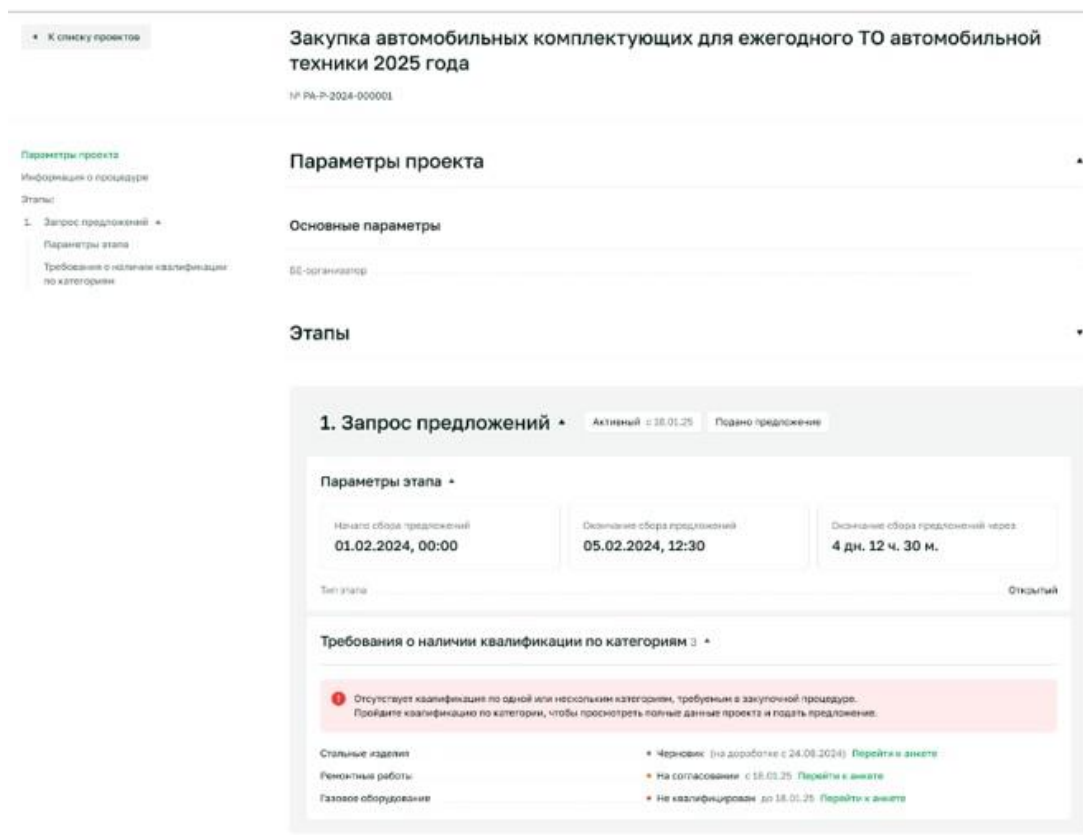 К списку проектов
Закупка автомобильных комплектующих для ежегодного ТО автомобильной
техники 2025 года
№ PA-P-2024-000001
Параметры проекта
Информация о процедуре
Этапы:
1. Запрос предложений
Параметры этапа
Требования о наличии квалификации
по категориям
Параметры проекта
Основные параметры
БЕ-организатор
Этапы
1. Запрос предложений
Активный с 18.01.25
Подано предложение
Параметры этапа
Начало сбора предложений
01.02.2024, 00:00
Окончание сбора предложений
05.02.2024, 12:30
Окончание сбора предложений через
4 дн. 12 ч. 30 м.
Тип этапа Открытый
Требования о наличии квалификации по категориям 3
Отсутствует квалификация по одной или нескольким категориям, требуемым в закупочной процедуре.
Пройдите квалификацию по категории, чтобы просмотреть полные данные проекта и подать предложение.
Стальные изделия Черновик (на доработке с 24.08.2024) Перейти к анкете
Ремонтные работы На согласовании с 18.01.25 Перейти к анкете
Газовое оборудование Не квалифицирован до 18.01.25 Перейти к анкете